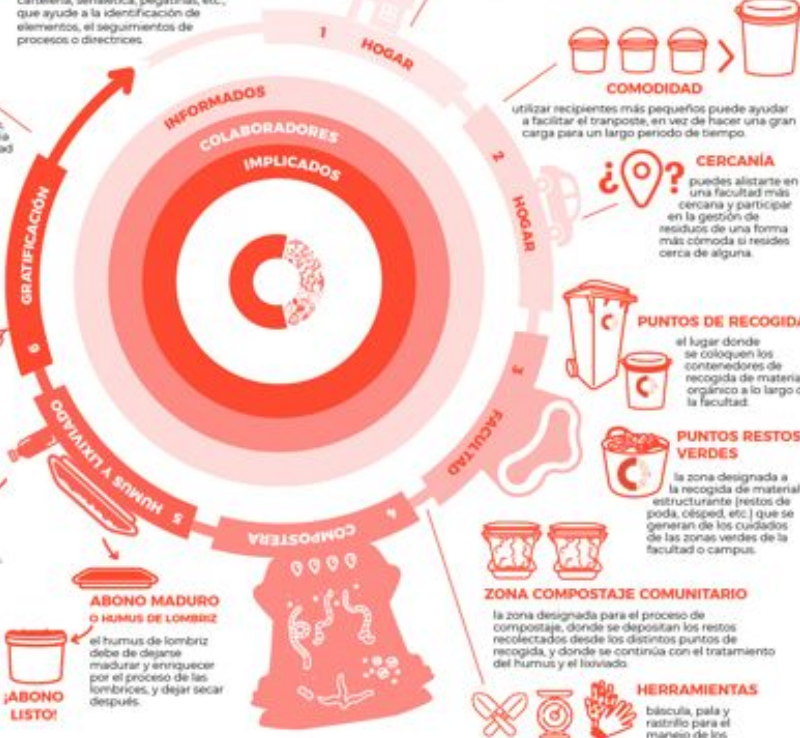 cartelería, señalética, pegatinas, etc.,
que ayude a la identificación de
elementos, el seguimientos de
procesos o directrices.
1 HOGAR
2 HOGAR
3 FACULTAD
4 COMPOSTERA
5 HUMUS Y LIXIVIADO
6 GRATIFICACIÓN
INFORMADOS
COLABORADORES
IMPLICADOS
COMODIDAD
utilizar recipientes más pequeños puede ayudar
a facilitar el tranposte, en vez de hacer una gran
carga para un largo periodo de tiempo.
¿ ?
CERCANÍA
puedes alistarte en
una facultad más
cercana y participar
en la gestión de
residuos de una forma
más cómoda si resides
cerca de alguna.
PUNTOS DE RECOGIDA
el lugar donde
se coloquen los
contenedores de
recogida de materia
orgánico a lo largo
la facultad.
PUNTOS RESTOS
VERDES
la zona designada a
la recogida de material
estructurante (restos de
poda, césped, etc.) que se
generan de los cuidados
de las zonas verdes de la
facultad o campus.
ZONA COMPOSTAJE COMUNITARIO
la zona designada para el proceso de
compostaje, donde se depositan los restos
recolectados desde los distintos puntos de
recogida, y donde se continúa con el tratamiento
del humus y el lixiviado.
HERRAMIENTAS
báscula, pala y
rastrillo para el
manejo de los
ABONO MADURO
O HUMUS DE LOMBRIZ
el humus de lombriz
debe de dejarse
madurar y enriquecer
por el proceso de las
lombrices, y dejar secar
después.
¡ABONO
LISTO!